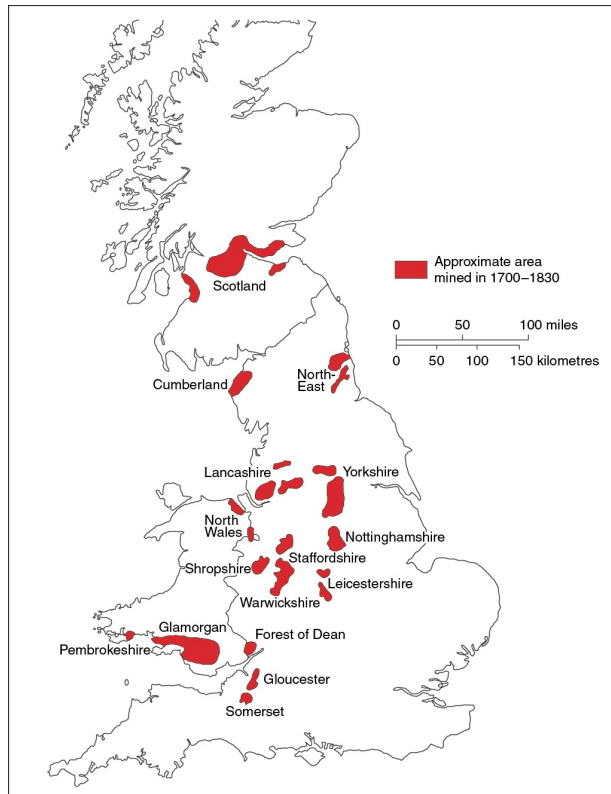 Approximate area
mined in 1700–1830
0 50 100 miles
0 50 100 150 kilometres
Scotland
Cumberland
North-
East
Lancashire
Yorkshire
North
Wales
Nottinghamshire
Staffordshire
Shropshire
Leicestershire
Warwickshire
Glamorgan
Forest of Dean
Pembrokeshire
Gloucester
Somerset